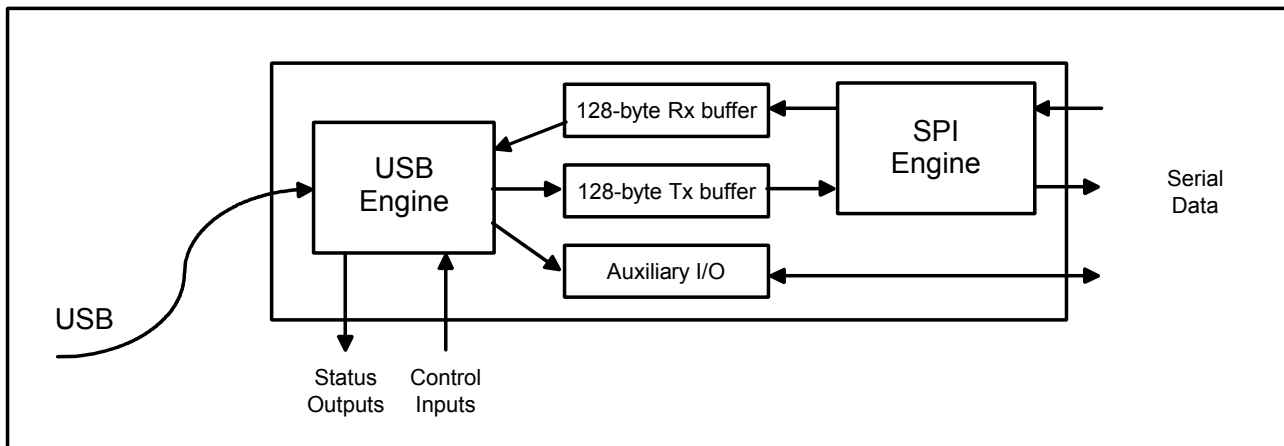 128-byte Rx buffer
SPI
Engine
USB
Engine
128-byte Tx buffer
Serial
Data
Auxiliary I/O
USB
Status
Outputs
Control
Inputs